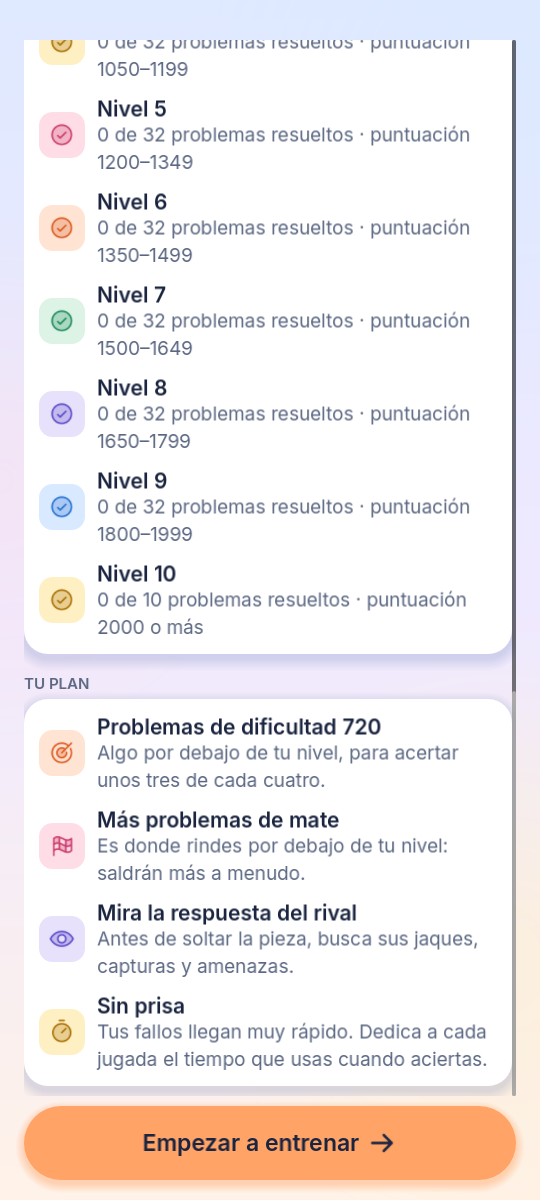 0 de 32 problemas resueltos · puntuación
1050–1199
Nivel 5
0 de 32 problemas resueltos · puntuación
1200–1349
Nivel 6
0 de 32 problemas resueltos · puntuación
1350–1499
Nivel 7
0 de 32 problemas resueltos · puntuación
1500–1649
Nivel 8
0 de 32 problemas resueltos · puntuación
1650–1799
Nivel 9
0 de 32 problemas resueltos · puntuación
1800–1999
Nivel 10
0 de 10 problemas resueltos · puntuación
2000 o más
TU PLAN
Problemas de dificultad 720
Algo por debajo de tu nivel, para acertar
unos tres de cada cuatro.
Más problemas de mate
Es donde rindes por debajo de tu nivel:
saldrán más a menudo.
Mira la respuesta del rival
Antes de soltar la pieza, busca sus jaques,
capturas y amenazas.
Sin prisa
Tus fallos llegan muy rápido. Dedica a cada
jugada el tiempo que usas cuando aciertas.
Empezar a entrenar →